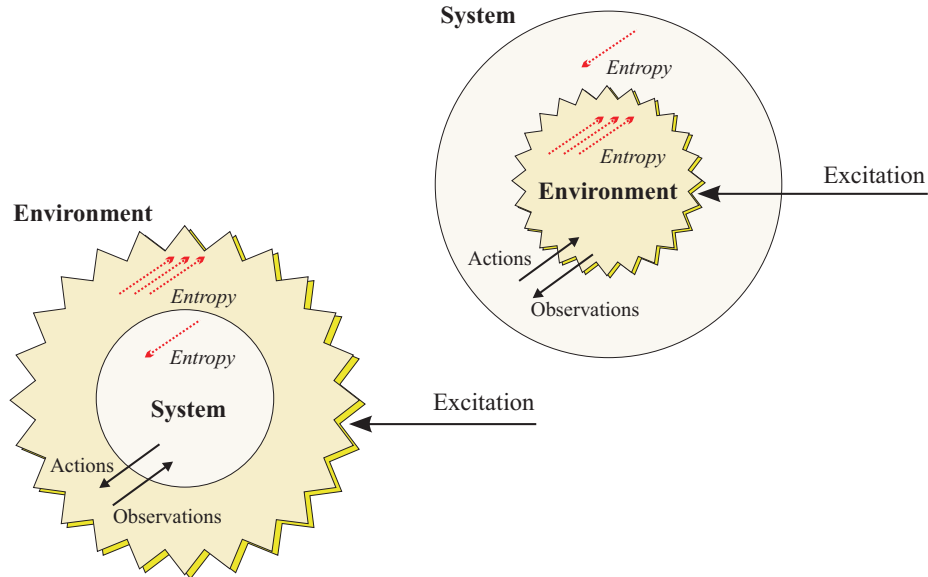 System
Entropy
Entropy
Environment
Excitation
Actions
Observations
Environment
Entropy
Entropy
System
Excitation
Actions
Observations